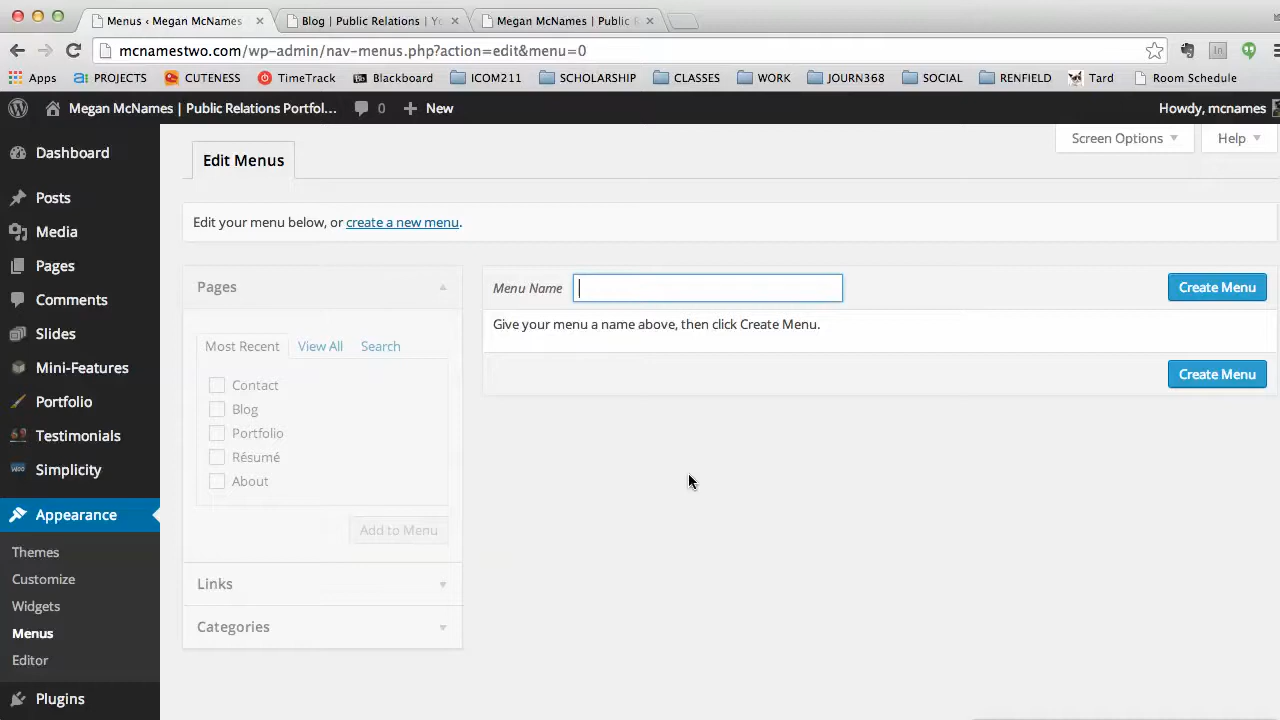 Menus ‹ Megan McNames
Blog | Public Relations | Yo
Megan McNames | Public R
mcnamestwo.com/wp-admin/nav-menus.php?action=edit&menu=0
Apps
PROJECTS
CUTENESS
TimeTrack
Blackboard
ICOM211
SCHOLARSHIP
CLASSES
WORK
JOURN368
SOCIAL
RENFIELD
Tard
Room Schedule
Megan McNames | Public Relations Portfol...
0
New
Howdy, mcnames
Dashboard
Posts
Media
Pages
Comments
Slides
Mini-Features
Portfolio
Testimonials
Simplicity
Appearance
Themes
Customize
Widgets
Menus
Editor
Plugins
Screen Options
Help
Edit Menus
Edit your menu below, or create a new menu.
Pages
Most Recent
View All
Search
Contact
Blog
Portfolio
Résumé
About
Add to Menu
Links
Categories
Menu Name
Create Menu
Give your menu a name above, then click Create Menu.
Create Menu